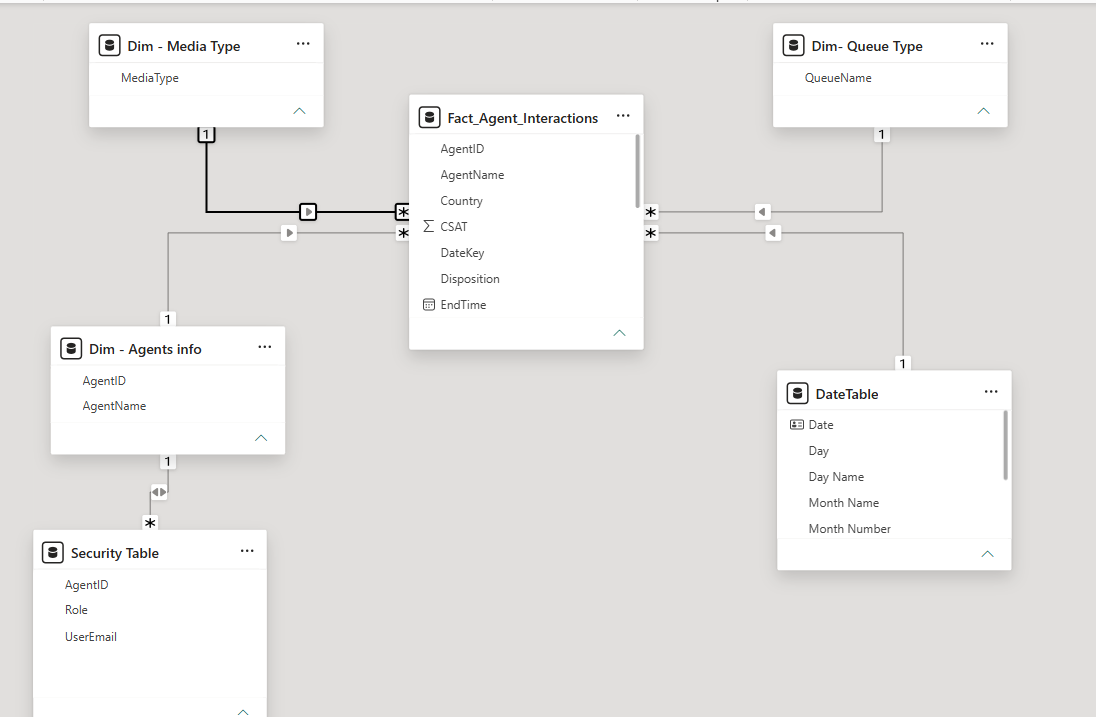 Dim - Media Type
MediaType
1
Dim- Queue Type
QueueName
1
Fact_Agent_Interactions
AgentID
AgentName
Country
CSAT
DateKey
Disposition
EndTime
*
*
*
*
1
Dim - Agents info
AgentID
AgentName
1
*
1
DateTable
Date
Day
Day Name
Month Name
Month Number
Security Table
AgentID
Role
UserEmail